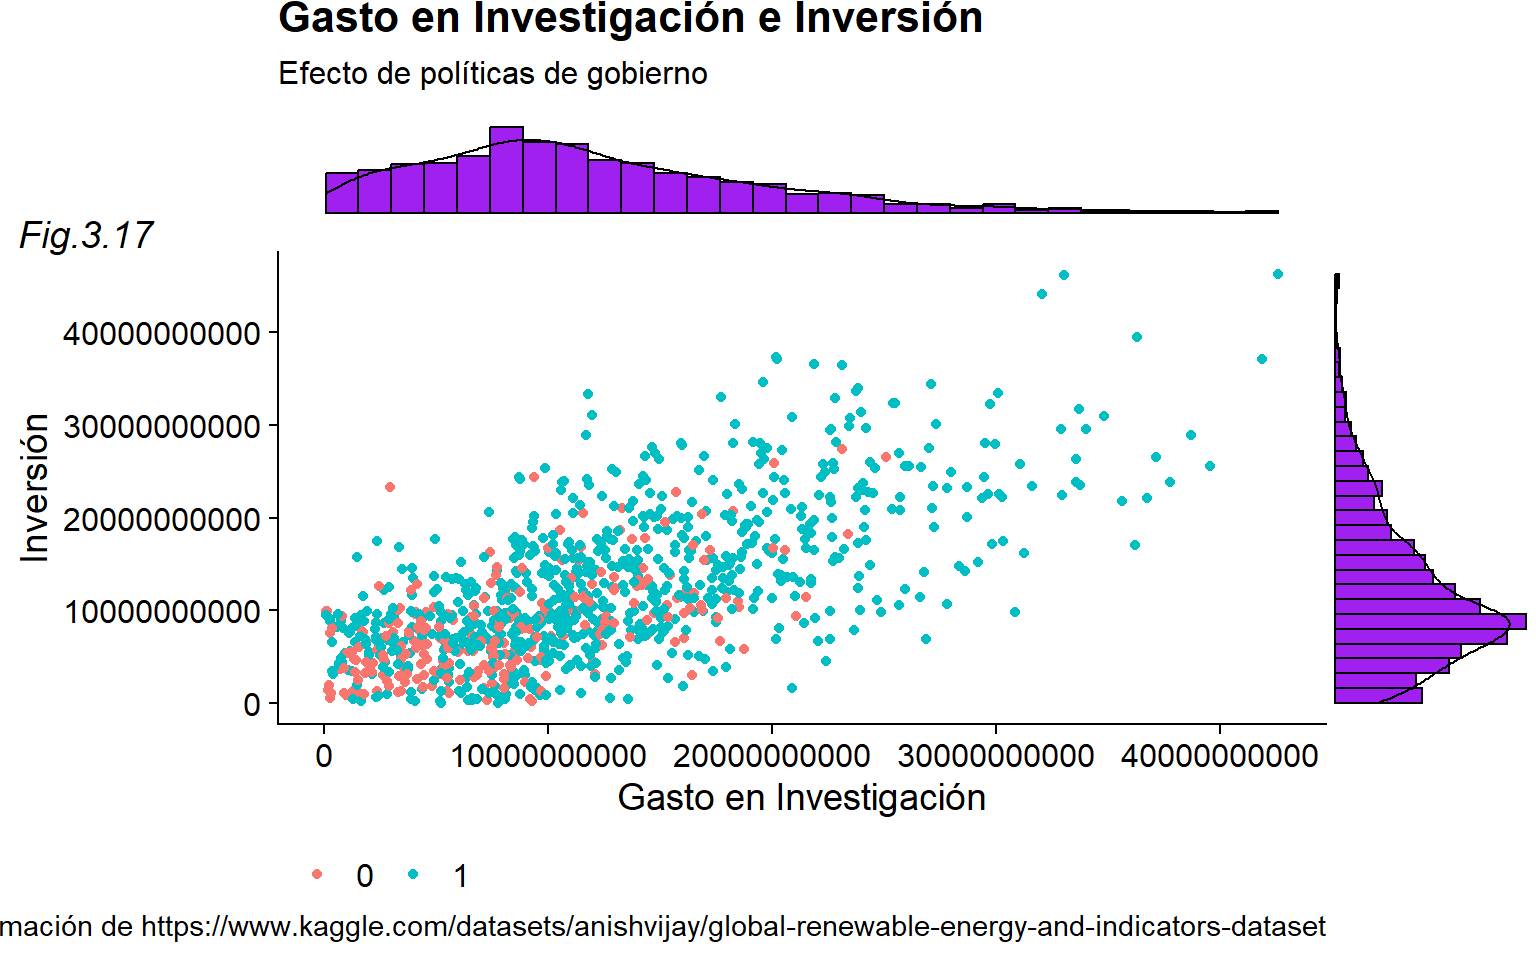 Gasto en Investigación e Inversión
Efecto de políticas de gobierno
Fig.3.17
Inversión
40000000000
30000000000
20000000000
10000000000
0
0 10000000000 20000000000 30000000000 40000000000
Gasto en Investigación
0 1
mación de https://www.kaggle.com/datasets/anishvijay/global-renewable-energy-and-indicators-dataset